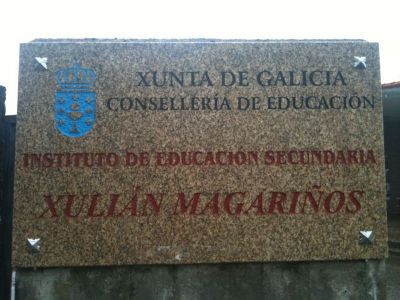 XUNTA DE GALICIA
CONSELLERÍA DE EDUCACIÓN
INSTITUTO DE EDUCACIÓN SECUNDARIA
XULIÁN MAGARIÑOS